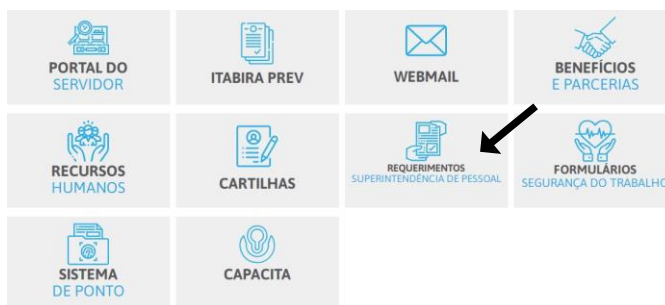 PORTAL DO
SERVIDOR
ITABIRA PREV
WEBMAIL
BENEFÍCIOS
E PARCERIAS
RECURSOS
HUMANOS
CARTILHAS
REQUERIMENTOS
SUPERINTENDÊNCIA DE PESSOAL
FORMULÁRIOS
SEGURANÇA DO TRABALHO
SISTEMA
DE PONTO
CAPACITA